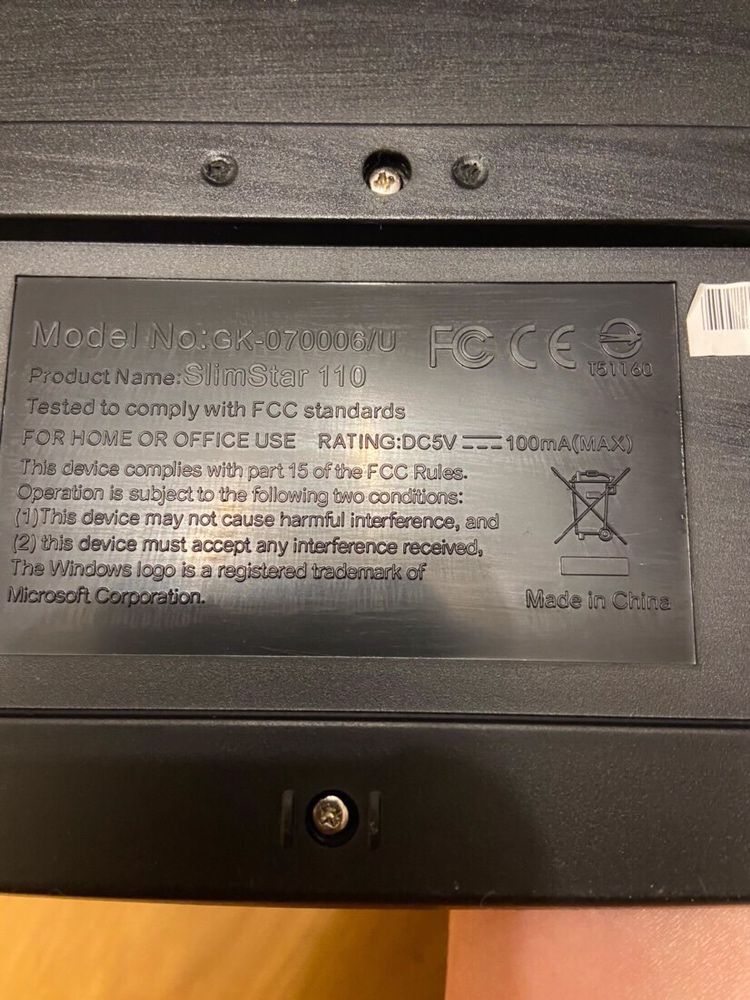 Model No:GK-070006/U
FC CE
T51160
Product Name:SlimStar 110
Tested to comply with FCC standards
FOR HOME OR OFFICE USE RATING:DC5V 100mA(MAX)
This device complies with part 15 of the FCC Rules.
Operation is subject to the following two conditions:
(1)This device may not cause harmful interference, and
(2) this device must accept any interference received,
The Windows logo is a registered trademark of
Microsoft Corporation.
Made in China